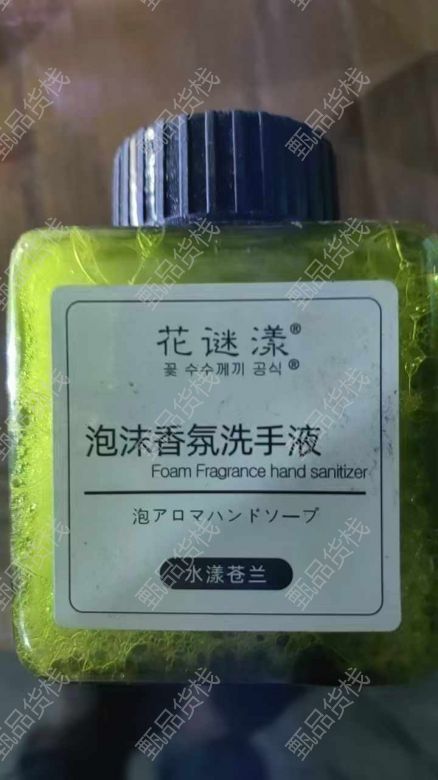 花谜漾®
꽃 수수께끼 공식®
泡沫香氛洗手液
Foam Fragrance hand sanitizer
泡アロマハンドソープ
水漾苍兰
甄品货栈